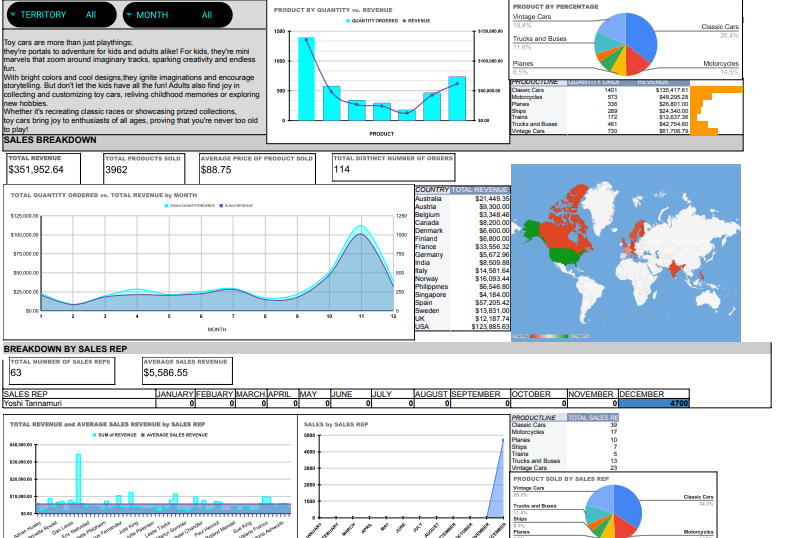 TERRITORY All
MONTH All
Toy cars are more than just playthings;
they're portals to adventure for kids and adults alike! For kids, they're mini
marvels that zoom around imaginary tracks, sparking creativity and endless
fun.
With bright colors and cool designs,they ignite imaginations and encourage
storytelling. But don't let the kids have all the fun! Adults also find joy in
collecting and customizing toy cars, reliving childhood memories or exploring
new hobbies.
Whether it's recreating classic races or showcasing prized collections,
toy cars bring joy to enthusiasts of all ages, proving that you're never too old
to play!
PRODUCT BY QUANTITY vs. REVENUE
QUANTITY ORDERED REVENUE
1500
1000
500
0
$150,000.00
$100,000.00
$50,000.00
$0.00
PRODUCT
PRODUCT BY PERCENTAGE
Vintage Cars
18.4%
Trucks and Buses
11.6%
Planes
8.5%
Classic Cars
35.4%
Motorcycles
14.5%
PRODUCTLINE QUANTITY ORDI REVENUE
Classic Cars 1401 $135,417.61
Motorcycles 573 $48,295.28
Planes 336 $26,801.00
Ships 289 $24,340.00
Trains 172 $12,637.36
Trucks and Buses 461 $42,754.60
Vintage Cars 730 $61,706.79
SALES BREAKDOWN
TOTAL REVENUE
$351,952.64
TOTAL PRODUCTS SOLD
3962
AVERAGE PRICE OF PRODUCT SOLD
$88.75
TOTAL DISTINCT NUMBER OF ORDERS
114
TOTAL QUANTITY ORDERED vs. TOTAL REVENUE by MONTH
SUM of QUANTITYORDERED SUM of REVENUE
$125,000.00
$100,000.00
$75,000.00
$50,000.00
$25,000.00
$0.00
1250
1000
750
500
250
0
1 2 3 4 5 6 7 8 9 10 11 12
MONTH
COUNTRY TOTAL REVENUE
Australia $21,449.35
Austria $9,300.00
Belgium $3,348.46
Canada $8,200.00
Denmark $6,600.00
Finland $6,800.00
France $33,556.32
Germany $5,672.96
India $8,509.88
Italy $14,581.64
Norway $16,093.44
Philippines $6,546.80
Singapore $4,184.00
Spain $57,205.42
Sweden $13,831.00
UK $12,187.74
USA $123,885.63
BREAKDOWN BY SALES REP
TOTAL NUMBER OF SALES REPS
63
AVERAGE SALES REVENUE
$5,586.55
SALES REP JANUARY FEBUARY MARCH APRIL MAY JUNE JULY AUGUST SEPTEMBER OCTOBER NOVEMBER DECEMBER
Yoshi Tannamuri 0 0 0 0 0 0 0 0 0 0 0 4700
TOTAL REVENUE and AVERAGE SALES REVENUE by SALES REP
SUM of REVENUE AVERAGE SALES REVENUE
$40,000.00
$30,000.00
$20,000.00
$10,000.00
$0.00
SALES by SALES REP
5000
4000
3000
2000
1000
0
JANUARY
FEBRUARY
MARCH
APRIL
MAY
JUNE
JULY
AUGUST
SEPTEMBER
OCTOBER
NOVEMBER
DECEMBER
PRODUCTLINE TOTAL SALES RE
Classic Cars 39
Motorcycles 17
Planes 10
Ships 7
Trains 5
Trucks and Buses 13
Vintage Cars 23
PRODUCT SOLD BY SALES REP
Vintage Cars
20.2%
Trucks and Buses
11.4%
Ships
6.1%
Planes
Classic Cars
34.2%
Motorcycles